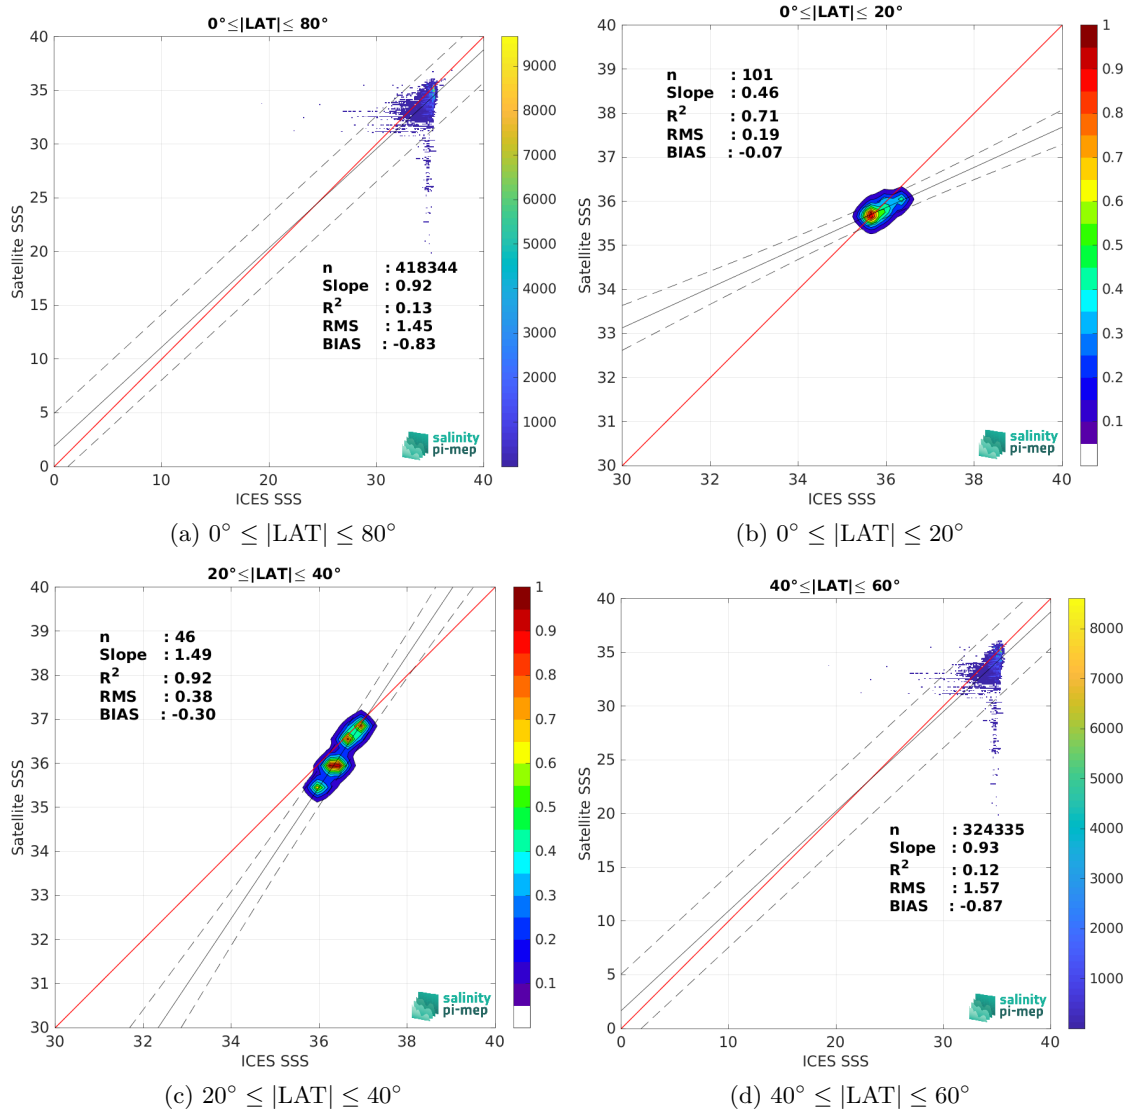 0°≤|LAT|≤ 80°
40
35
30
25
20
15
10
5
0
Satellite SSS
n : 418344
Slope : 0.92
R² : 0.13
RMS : 1.45
BIAS : -0.83
salinity
pi-mep
0 10 20 30 40
ICES SSS
9000
8000
7000
6000
5000
4000
3000
2000
1000
(a) 0° ≤ |LAT| ≤ 80°
0°≤|LAT|≤ 20°
40
39
38
37
36
35
34
33
32
31
30
Satellite SSS
n : 101
Slope : 0.46
R² : 0.71
RMS : 0.19
BIAS : -0.07
salinity
pi-mep
30 32 34 36 38 40
ICES SSS
1
0.9
0.8
0.7
0.6
0.5
0.4
0.3
0.2
0.1
(b) 0° ≤ |LAT| ≤ 20°
20°≤|LAT|≤ 40°
40
39
38
37
36
35
34
33
32
31
30
Satellite SSS
n : 46
Slope : 1.49
R² : 0.92
RMS : 0.38
BIAS : -0.30
salinity
pi-mep
30 32 34 36 38 40
ICES SSS
1
0.9
0.8
0.7
0.6
0.5
0.4
0.3
0.2
0.1
(c) 20° ≤ |LAT| ≤ 40°
40°≤|LAT|≤ 60°
40
35
30
25
20
15
10
5
0
Satellite SSS
n : 324335
Slope : 0.93
R² : 0.12
RMS : 1.57
BIAS : -0.87
salinity
pi-mep
0 10 20 30 40
ICES SSS
8000
7000
6000
5000
4000
3000
2000
1000
(d) 40° ≤ |LAT| ≤ 60°